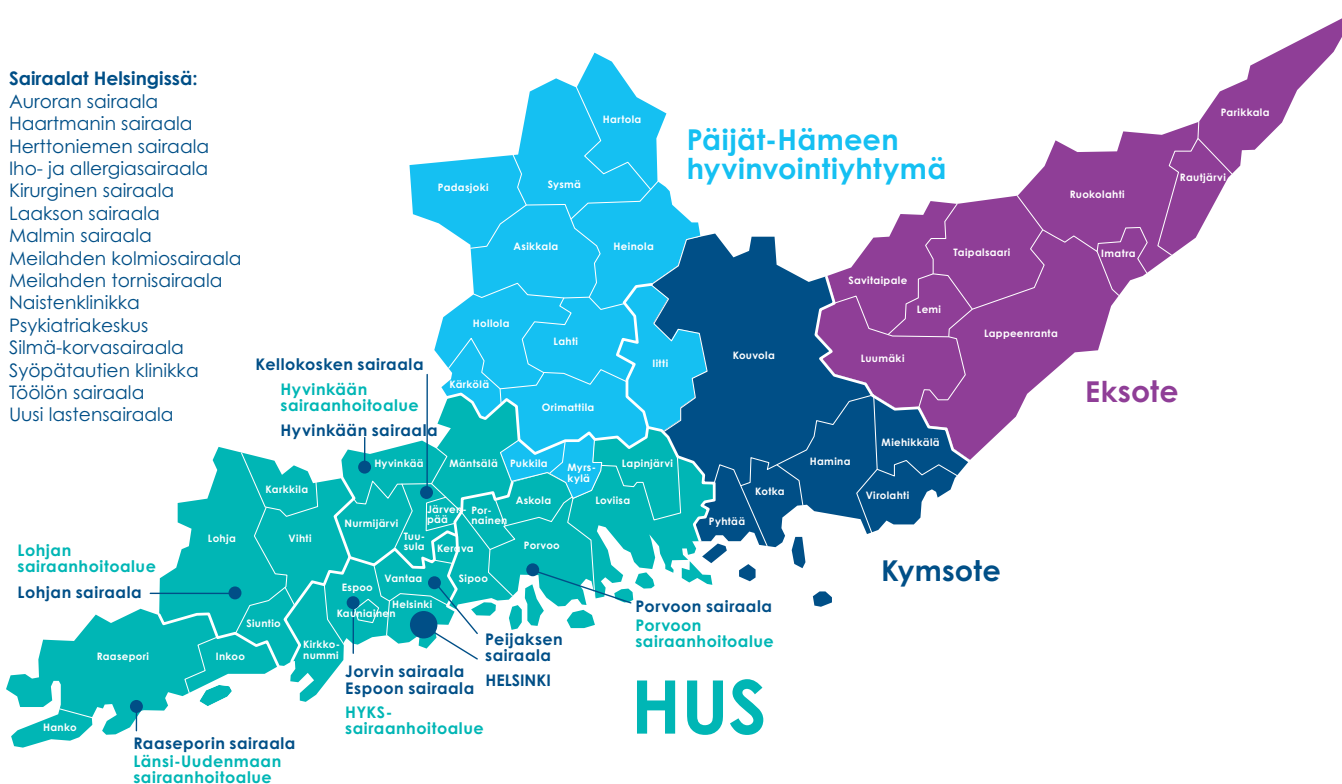 Sairaalat Helsingissä:
Auroran sairaala
Haartmanin sairaala
Herttoniemen sairaala
Iho- ja allergiasairaala
Kirurginen sairaala
Laakson sairaala
Malmin sairaala
Meilahden kolmiosairaala
Meilahden tornisairaala
Naistenklinikka
Psykiatriakeskus
Silmä-korvasairaala
Syöpätautien klinikka
Töölön sairaala
Uusi lastensairaala
Päijät-Hämeen
hyvinvointiyhtymä
Hartola
Padasjoki
Sysmä
Asikkala
Heinola
Hollola
Lahti
Iitti
Kärkölä
Orimattila
Pukkila
Myrs-
kylä
Parikkala
Rautjärvi
Ruokolahti
Imatra
Taipalsaari
Savitaipale
Lemi
Lappeenranta
Luumäki
Eksote
Kouvola
Miehikkälä
Hamina
Virolahti
Kotka
Pyhtää
Kymsote
Kellokosken sairaala
Hyvinkään
sairaanhoitoalue
Hyvinkään sairaala
Hyvinkää
Mäntsälä
Nurmijärvi
Järven-
pää
Tuu-
sula
Por-
nainen
Askola
Lapinjärvi
Loviisa
Porvoo
Sipoo
Kerava
Vantaa
Espoo
Kauniainen
Helsinki
Kirkko-
nummi
Karkkila
Lohja
Vihti
Siuntio
Inkoo
Raasepori
Hanko
Lohjan
sairaanhoitoalue
Lohjan sairaala
Raaseporin sairaala
Länsi-Uudenmaan
sairaanhoitoalue
Jorvin sairaala
Espoon sairaala
HYKS-
sairaanhoitoalue
Peijaksen
sairaala
HELSINKI
Porvoon sairaala
Porvoon
sairaanhoitoalue
HUS